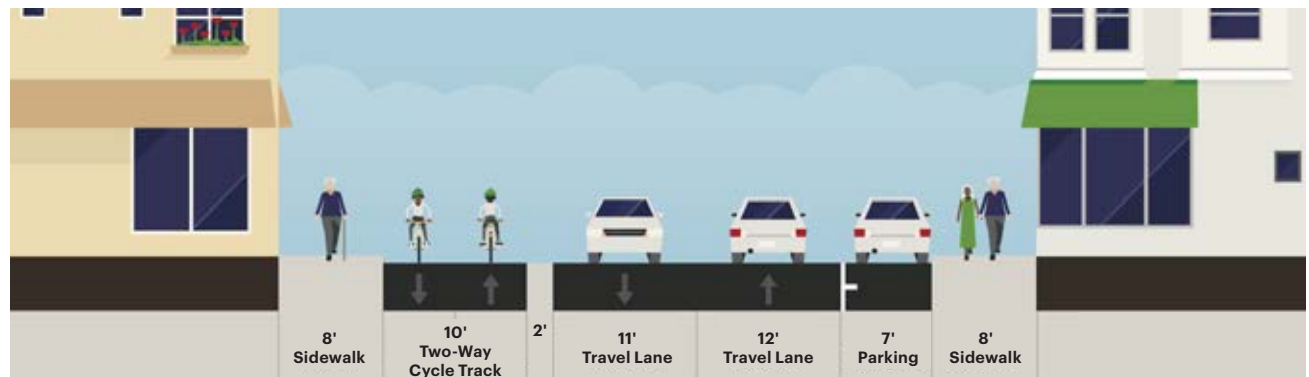 8'
Sidewalk
10'
Two-Way
Cycle Track
2'
11'
Travel Lane
12'
Travel Lane
7'
Parking
8'
Sidewalk